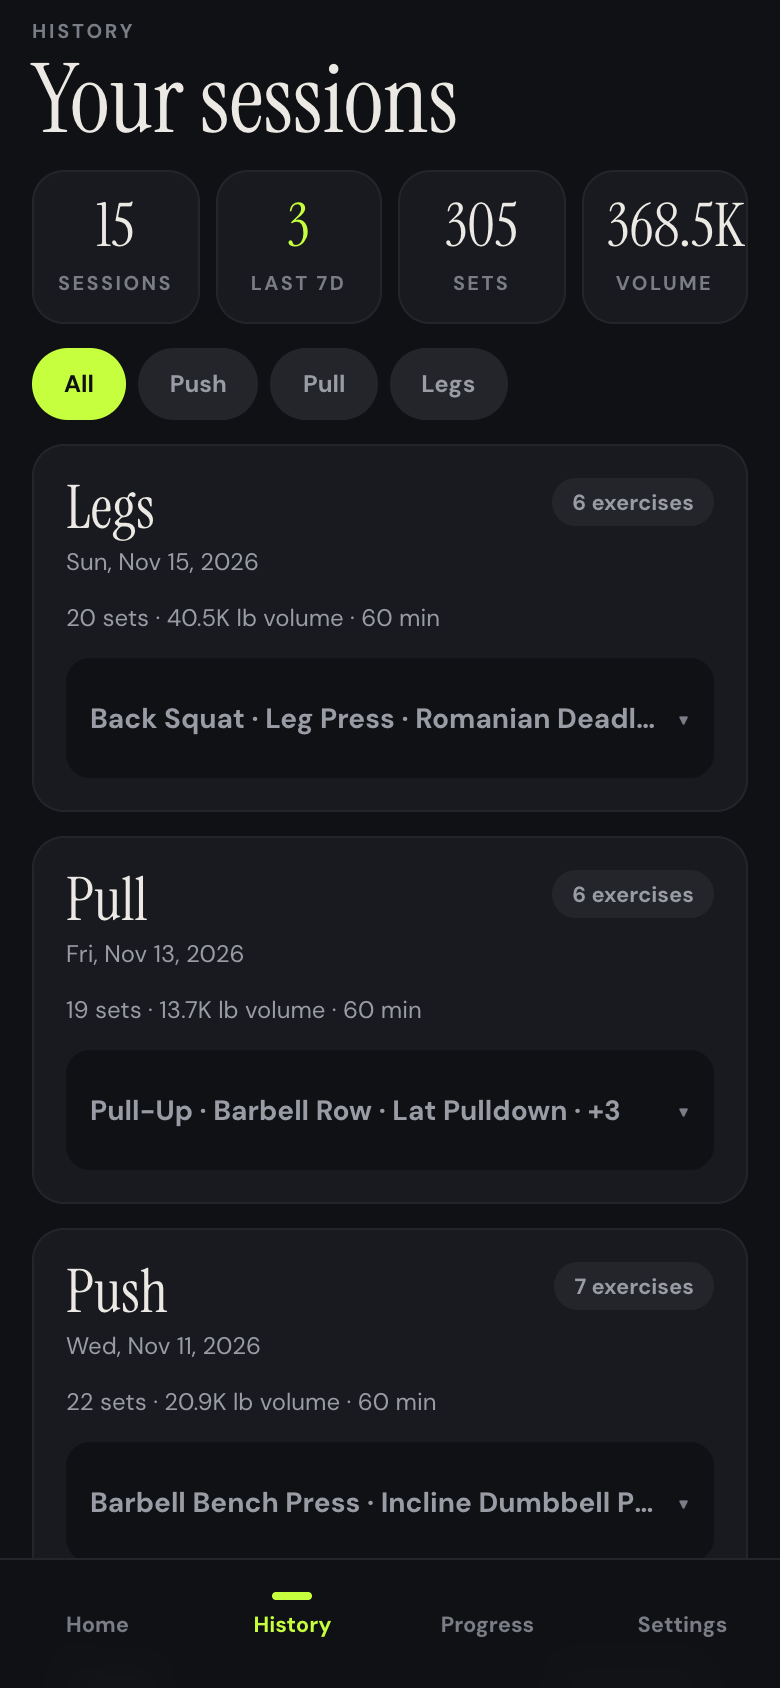 HISTORY
Your sessions
15
SESSIONS
3
LAST 7D
305
SETS
368.5K
VOLUME
All
Push
Pull
Legs
Legs
6 exercises
Sun, Nov 15, 2026
20 sets · 40.5K lb volume · 60 min
Back Squat · Leg Press · Romanian Deadl...
Pull
6 exercises
Fri, Nov 13, 2026
19 sets · 13.7K lb volume · 60 min
Pull-Up · Barbell Row · Lat Pulldown · +3
Push
7 exercises
Wed, Nov 11, 2026
22 sets · 20.9K lb volume · 60 min
Barbell Bench Press · Incline Dumbbell P...
Home
History
Progress
Settings